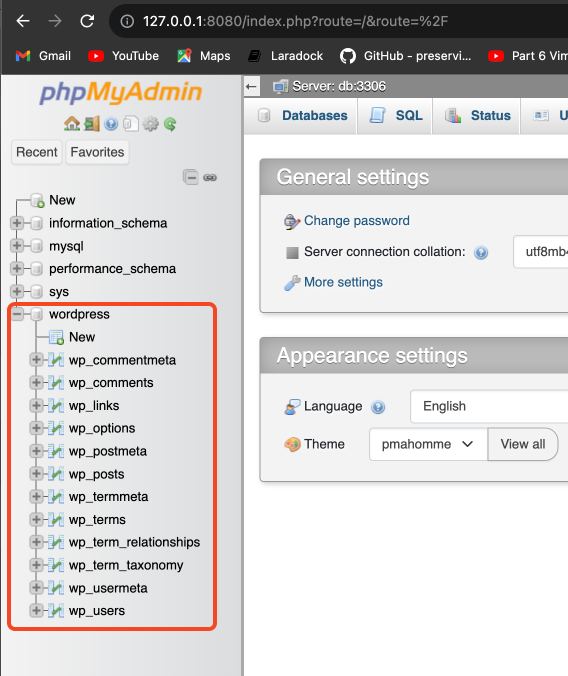 127.0.0.1:8080/index.php?route=/&route=%2F
Gmail YouTube Maps Laradock GitHub - preservi... Part 6 Vim
phpMyAdmin
Recent Favorites
New
information_schema
mysql
performance_schema
sys
wordpress
New
wp_commentmeta
wp_comments
wp_links
wp_options
wp_postmeta
wp_posts
wp_termmeta
wp_terms
wp_term_relationships
wp_term_taxonomy
wp_usermeta
wp_users
Server: db:3306
Databases SQL Status U
General settings
Change password
Server connection collation: utf8mb4
More settings
Appearance settings
Language English
Theme pmahomme View all